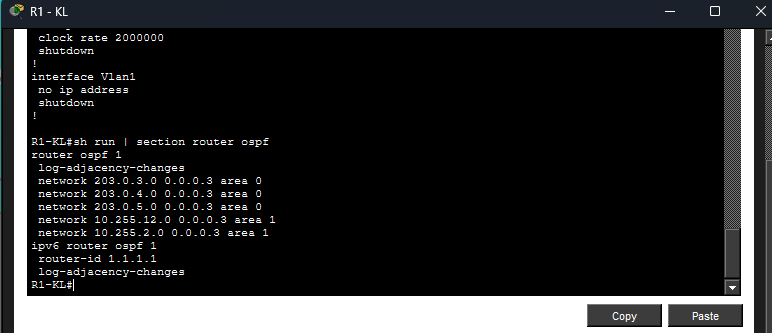 R1 - KL
clock rate 2000000
shutdown
!
interface Vlan1
no ip address
shutdown
!
R1-KL#sh run | section router ospf
router ospf 1
log-adjacency-changes
network 203.0.3.0 0.0.0.3 area 0
network 203.0.4.0 0.0.0.3 area 0
network 203.0.5.0 0.0.0.3 area 0
network 10.255.12.0 0.0.0.3 area 1
network 10.255.2.0 0.0.0.3 area 1
ipv6 router ospf 1
router-id 1.1.1.1
log-adjacency-changes
R1-KL#
Copy Paste